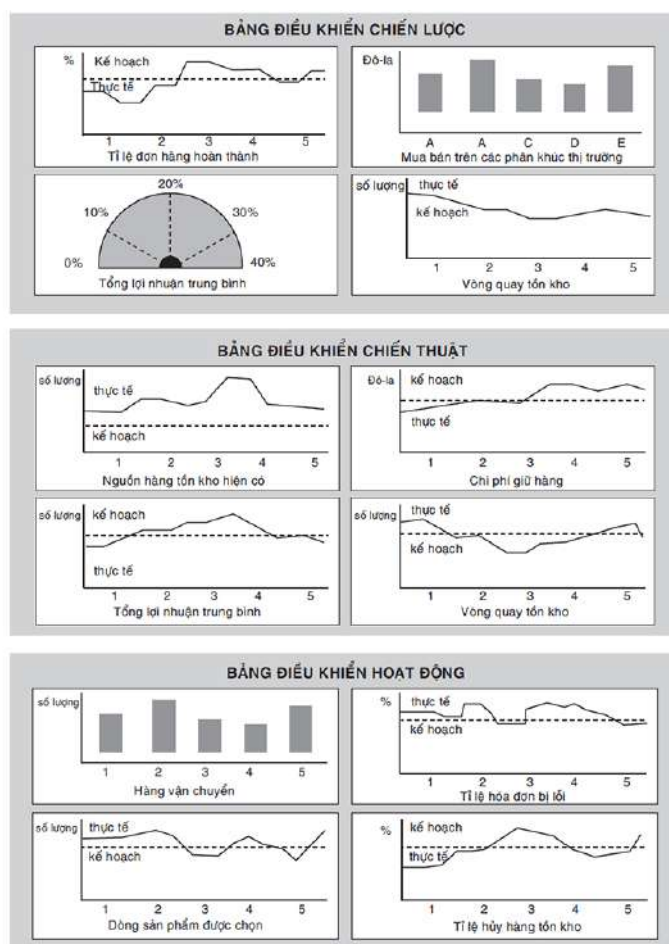 BẢNG ĐIỀU KHIỂN CHIẾN LƯỢC
%
Kế hoạch
Thực tế
1 2 3 4 5
Tỉ lệ đơn hàng hoàn thành
Đô-la
A A C D E
Mua bán trên các phân khúc thị trường
0% 10% 20% 30% 40%
Tổng lợi nhuận trung bình
số lượng
thực tế
kế hoạch
1 2 3 4 5
Vòng quay tồn kho
BẢNG ĐIỀU KHIỂN CHIẾN THUẬT
số lượng
thực tế
kế hoạch
1 2 3 4 5
Nguồn hàng tồn kho hiện có
Đô-la
kế hoạch
thực tế
1 2 3 4 5
Chi phí giữ hàng
số lượng
kế hoạch
thực tế
1 2 3 4 5
Tổng lợi nhuận trung bình
số lượng
thực tế
kế hoạch
1 2 3 4 5
Vòng quay tồn kho
BẢNG ĐIỀU KHIỂN HOẠT ĐỘNG
số lượng
1 2 3 4 5
Hàng vận chuyển
%
thực tế
kế hoạch
1 2 3 4 5
Tỉ lệ hóa đơn bị lỗi
số lượng
thực tế
kế hoạch
1 2 3 4 5
Dòng sản phẩm được chọn
%
kế hoạch
thực tế
1 2 3 4 5
Tỉ lệ hủy hàng tồn kho